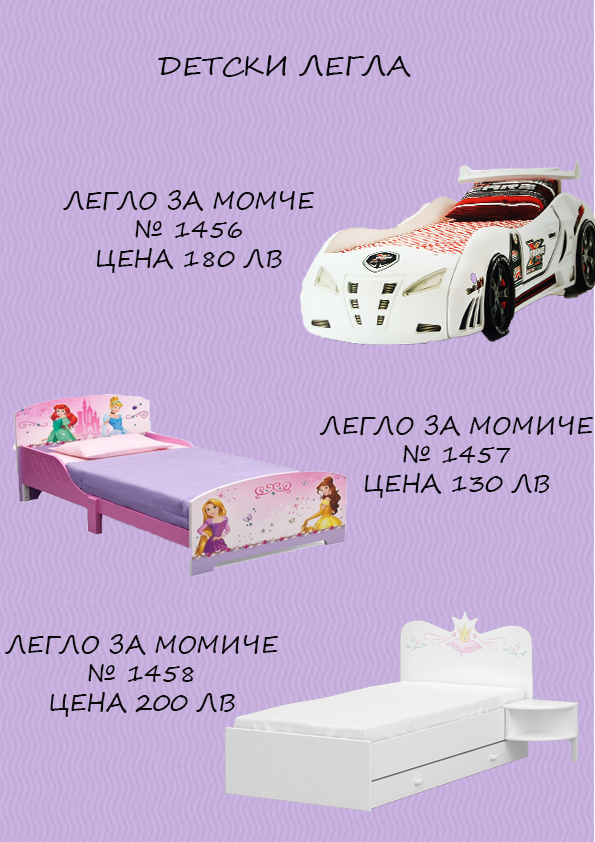 ДЕТСКИ ЛЕГЛА
ЛЕГЛО ЗА МОМЧЕ
№ 1456
ЦЕНА 180 ЛВ
ЛЕГЛО ЗА МОМИЧЕ
№ 1457
ЦЕНА 130 ЛВ
ЛЕГЛО ЗА МОМИЧЕ
№ 1458
ЦЕНА 200 ЛВ